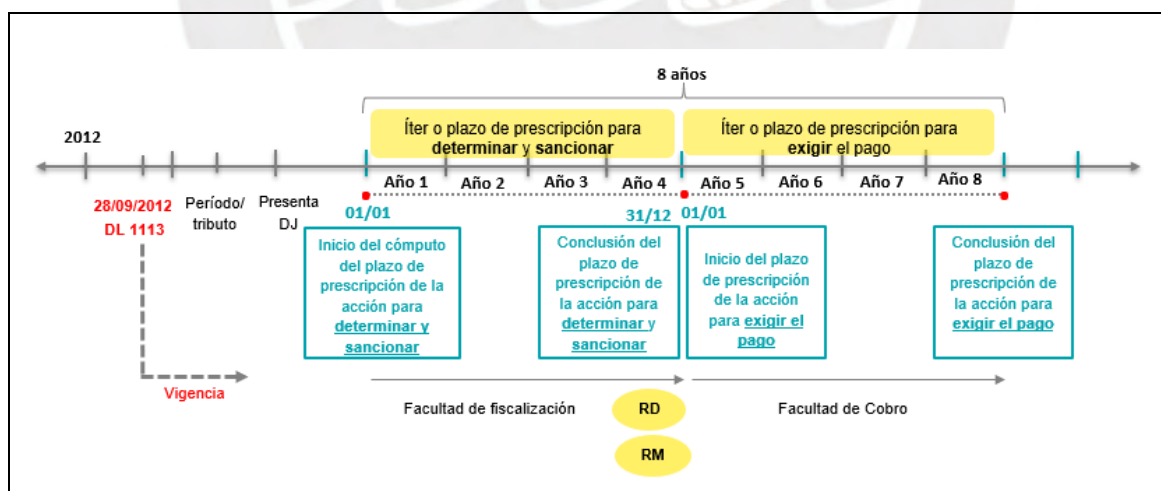 8 años
2012
Íter o plazo de prescripción para
determinar y sancionar
Íter o plazo de prescripción para
exigir el pago
Año 1
Año 2
Año 3
Año 4
Año 5
Año 6
Año 7
Año 8
28/09/2012
DL 1113
Período/
tributo
Presenta
DJ
01/01
31/12
01/01
Inicio del cómputo
del plazo de
prescripción de la
acción para
determinar y
sancionar
Conclusión del
plazo de
prescripción de
la acción para
determinar y
sancionar
Inicio del plazo
de prescripción
de la acción
para exigir el
pago
Conclusión del
plazo de
prescripción de
la acción para
exigir el pago
Vigencia
Facultad de fiscalización
RD
Facultad de Cobro
RM